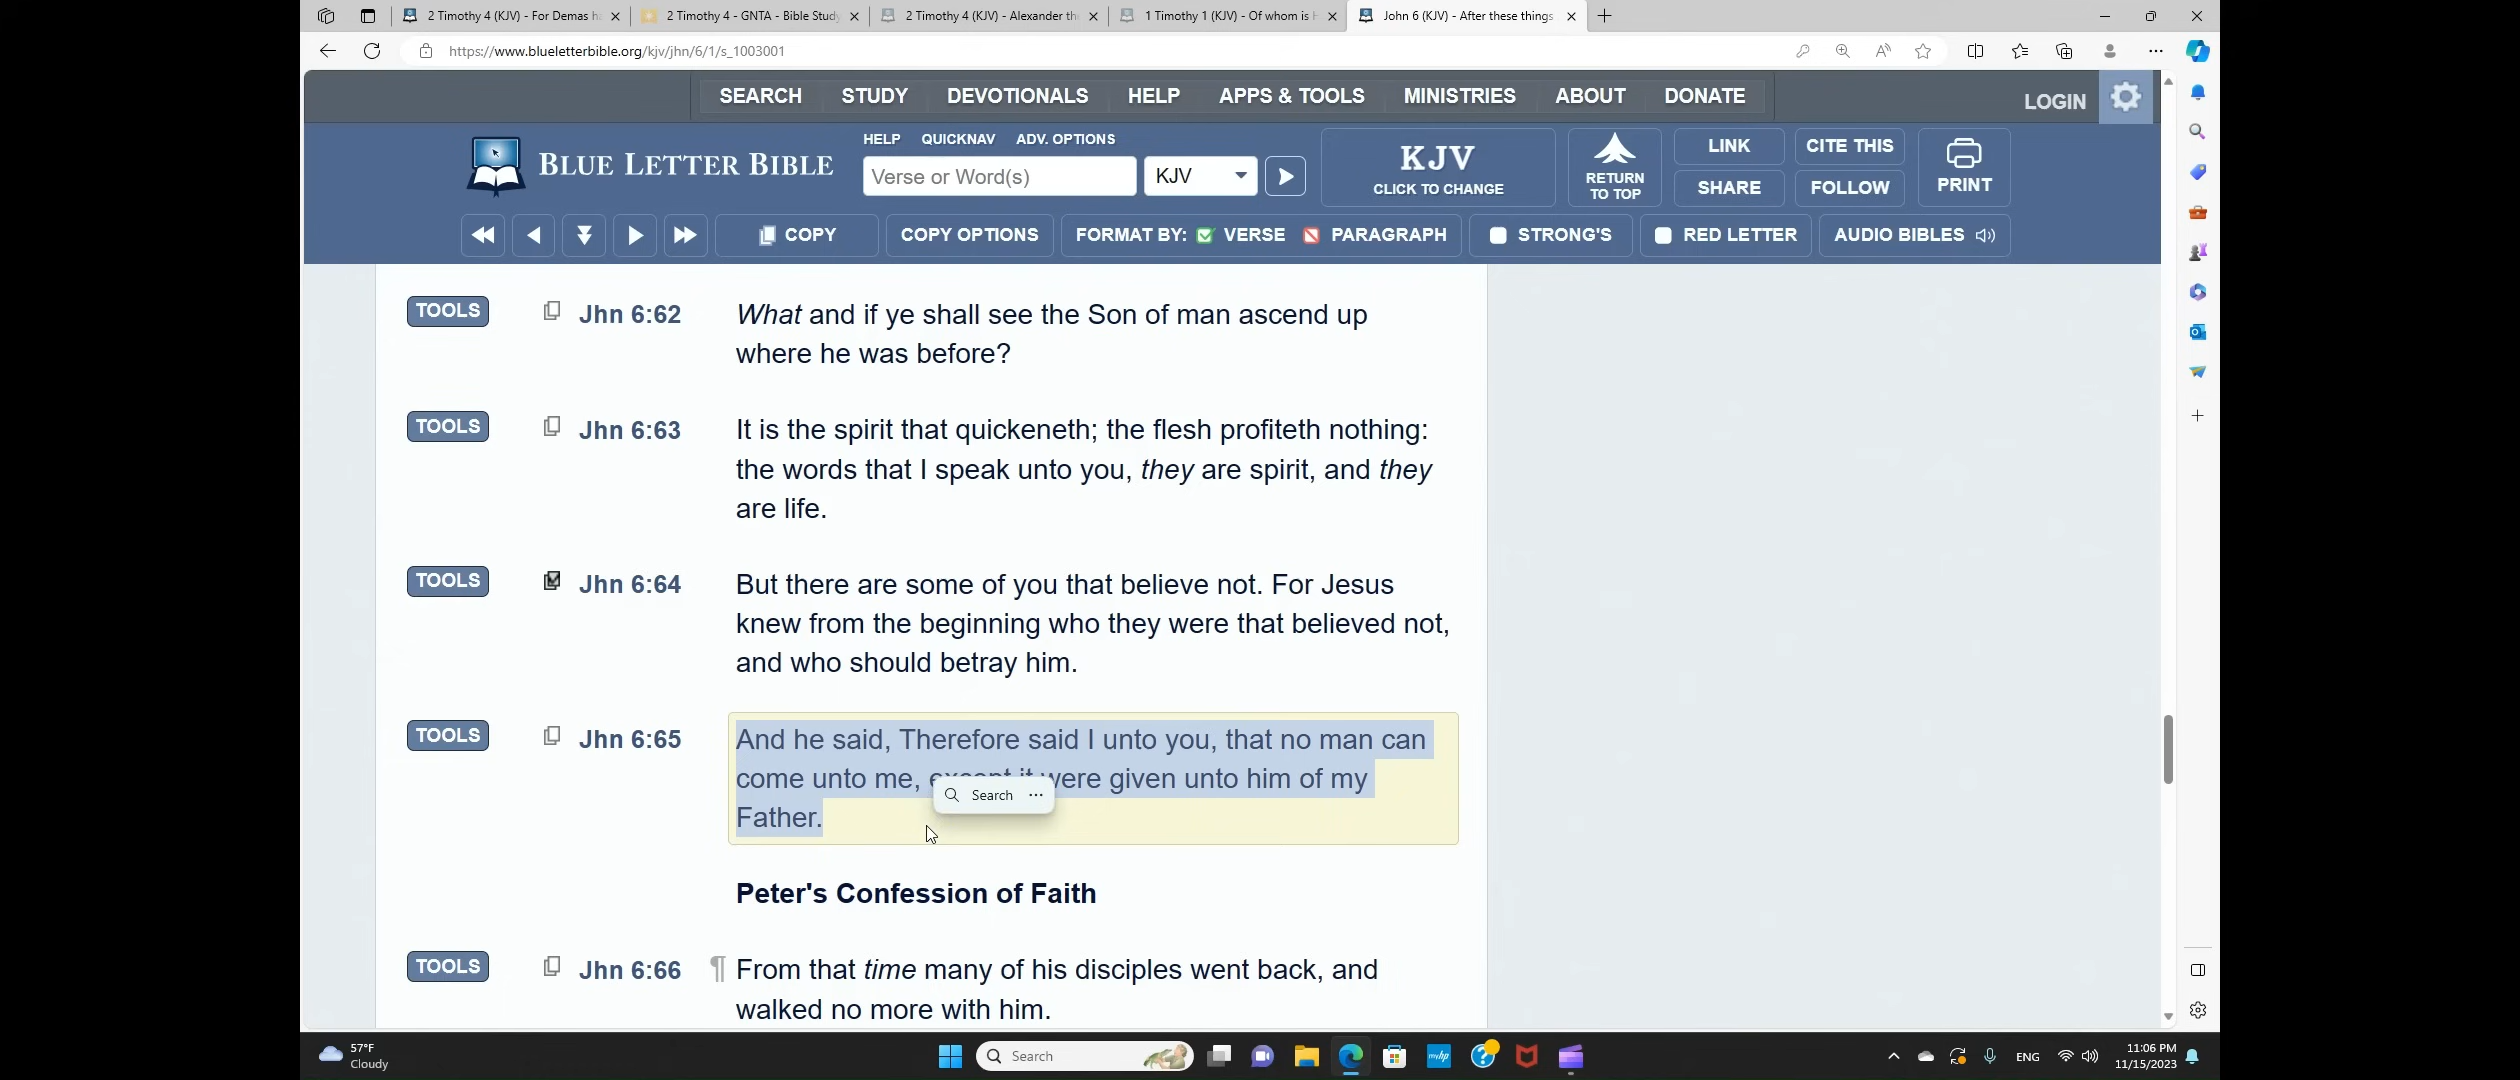 2 Timothy 4 (KJV) - For Demas h
2 Timothy 4 - GNTA - Bible Study
2 Timothy 4 (KJV) - Alexander th
1 Timothy 1 (KJV) - Of whom is H
John 6 (KJV) - After these things
https://www.blueletterbible.org/kjv/jhn/6/1/s_1003001
SEARCH STUDY DEVOTIONALS HELP APPS & TOOLS MINISTRIES ABOUT DONATE
LOGIN
BLUE LETTER BIBLE
HELP QUICKNAV ADV. OPTIONS
Verse or Word(s)
KJV
KJV
CLICK TO CHANGE
RETURN
TO TOP
LINK
CITE THIS
SHARE
FOLLOW
PRINT
COPY
COPY OPTIONS
FORMAT BY: VERSE PARAGRAPH
STRONG'S
RED LETTER
AUDIO BIBLES
TOOLS Jhn 6:62 What and if ye shall see the Son of man ascend up
where he was before?
TOOLS Jhn 6:63 It is the spirit that quickeneth; the flesh profiteth nothing:
the words that I speak unto you, they are spirit, and they
are life.
TOOLS Jhn 6:64 But there are some of you that believe not. For Jesus
knew from the beginning who they were that believed not,
and who should betray him.
TOOLS Jhn 6:65 And he said, Therefore said I unto you, that no man can
come unto me, except it were given unto him of my
Search ···
Father.
Peter's Confession of Faith
TOOLS Jhn 6:66 ¶ From that time many of his disciples went back, and
walked no more with him.
57°F
Cloudy
Search
myhp
ENG
11:06 PM
11/15/2023